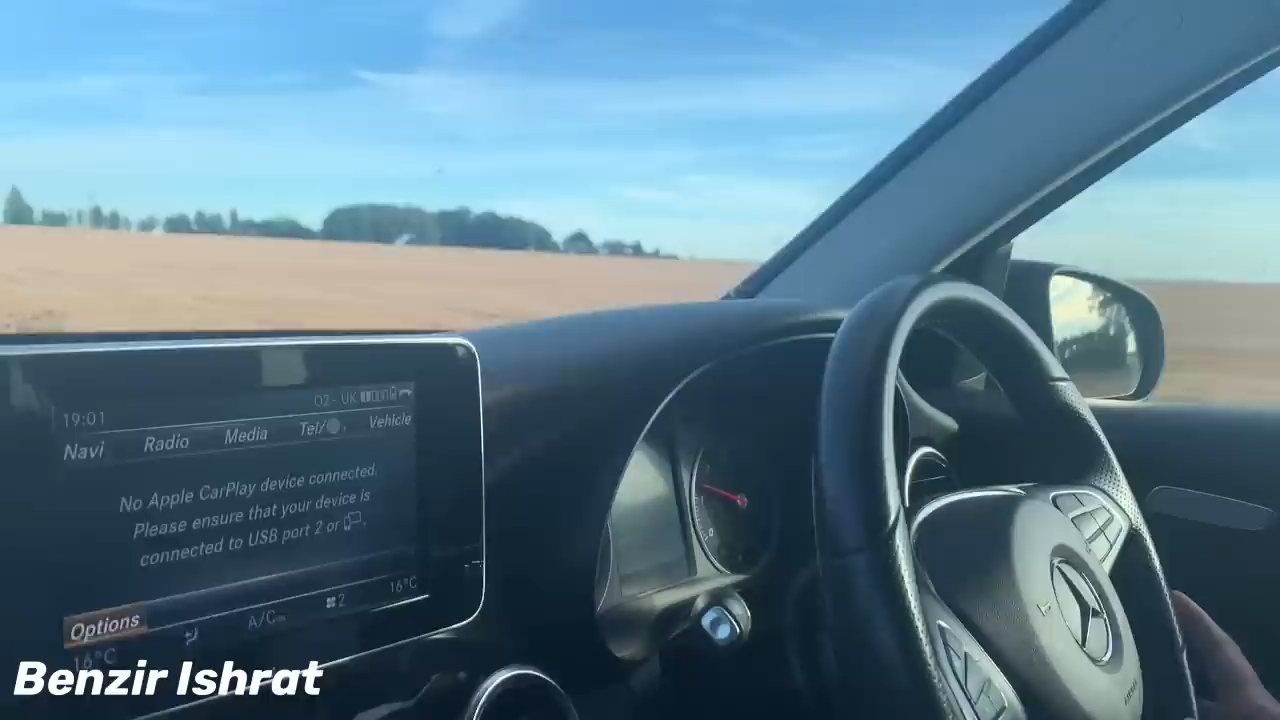 19:01
O2- UK
Navi Radio Media Tel/ Vehicle
No Apple CarPlay device connected.
Please ensure that your device is
connected to USB port 2 or
Options
A/C
2
16°C
16°C
Benzir Ishrat